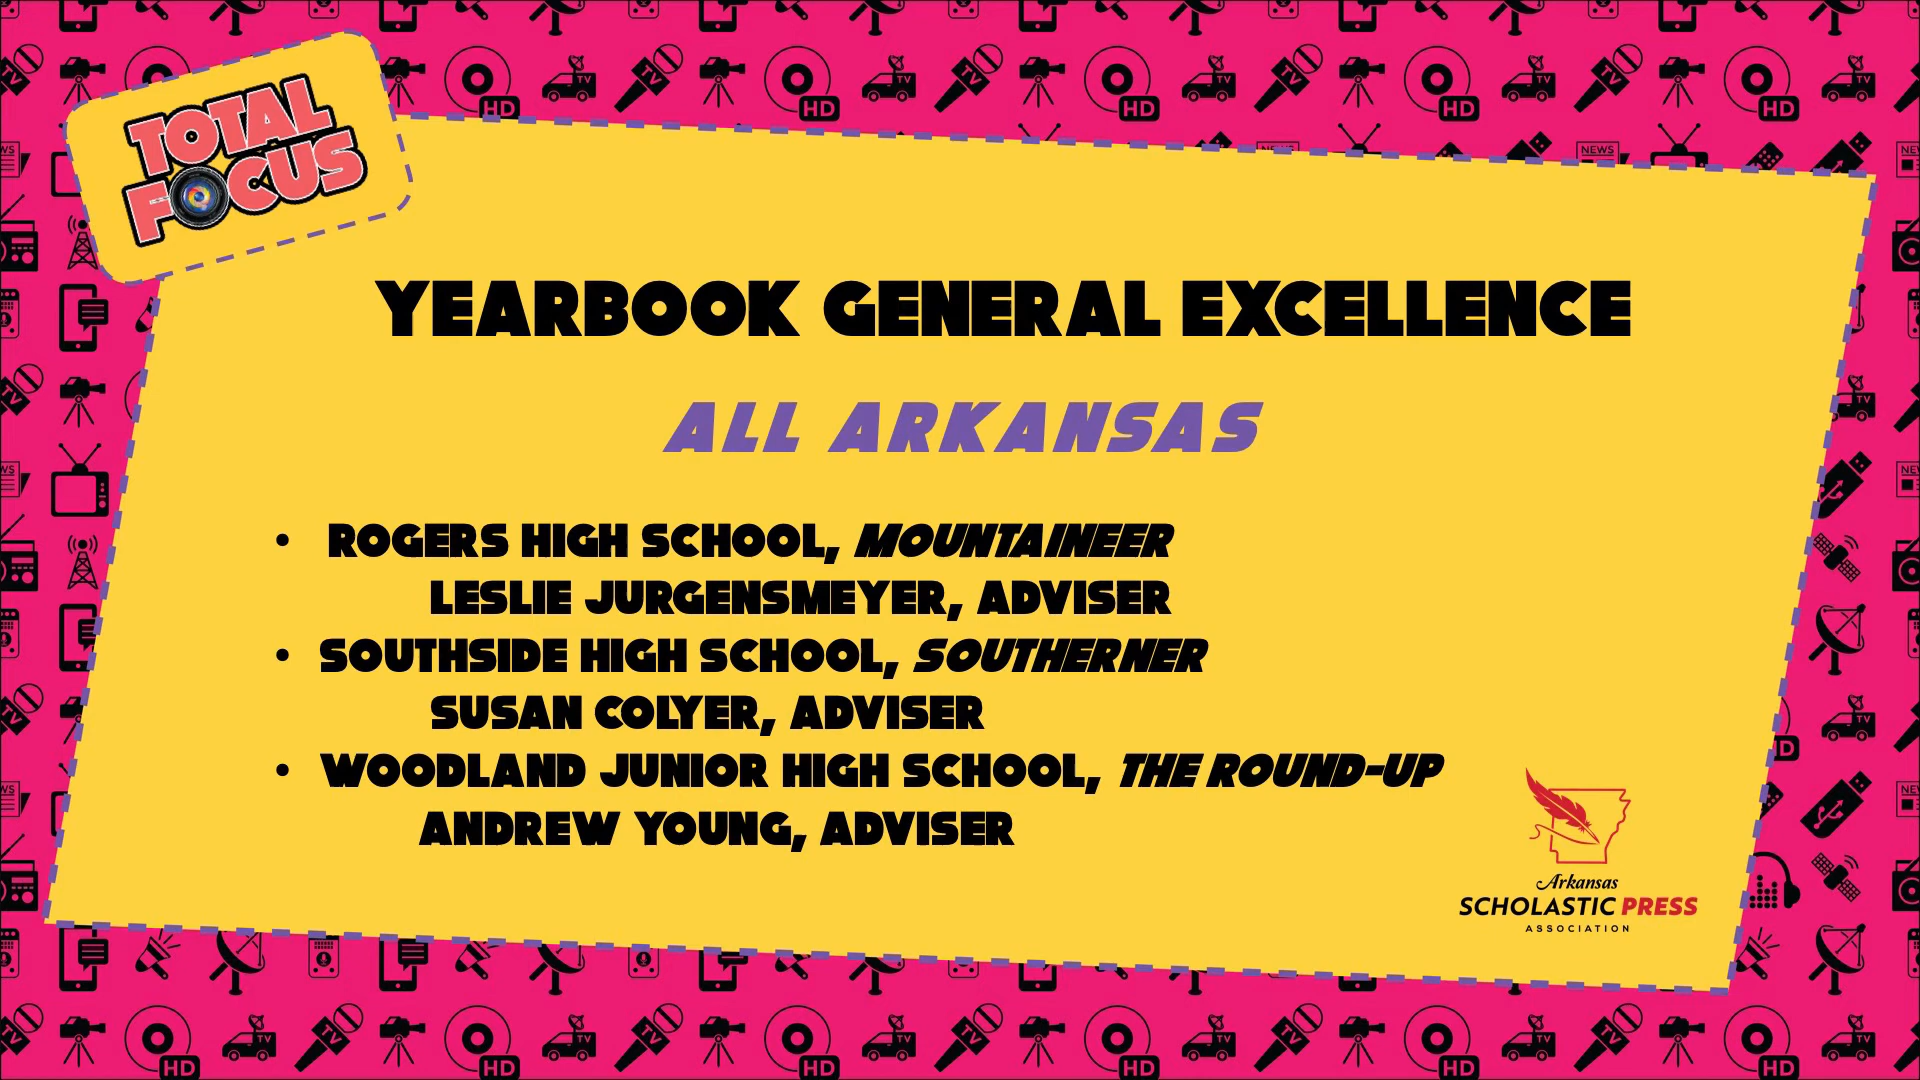 TOTAL
FOCUS
YEARBOOK GENERAL EXCELLENCE
ALL ARKANSAS
• ROGERS HIGH SCHOOL, MOUNTAINEER
LESLIE JURGENSMEYER, ADVISER
• SOUTHSIDE HIGH SCHOOL, SOUTHERNER
SUSAN COLYER, ADVISER
• WOODLAND JUNIOR HIGH SCHOOL, THE ROUND-UP
ANDREW YOUNG, ADVISER
Arkansas
SCHOLASTIC PRESS
ASSOCIATION